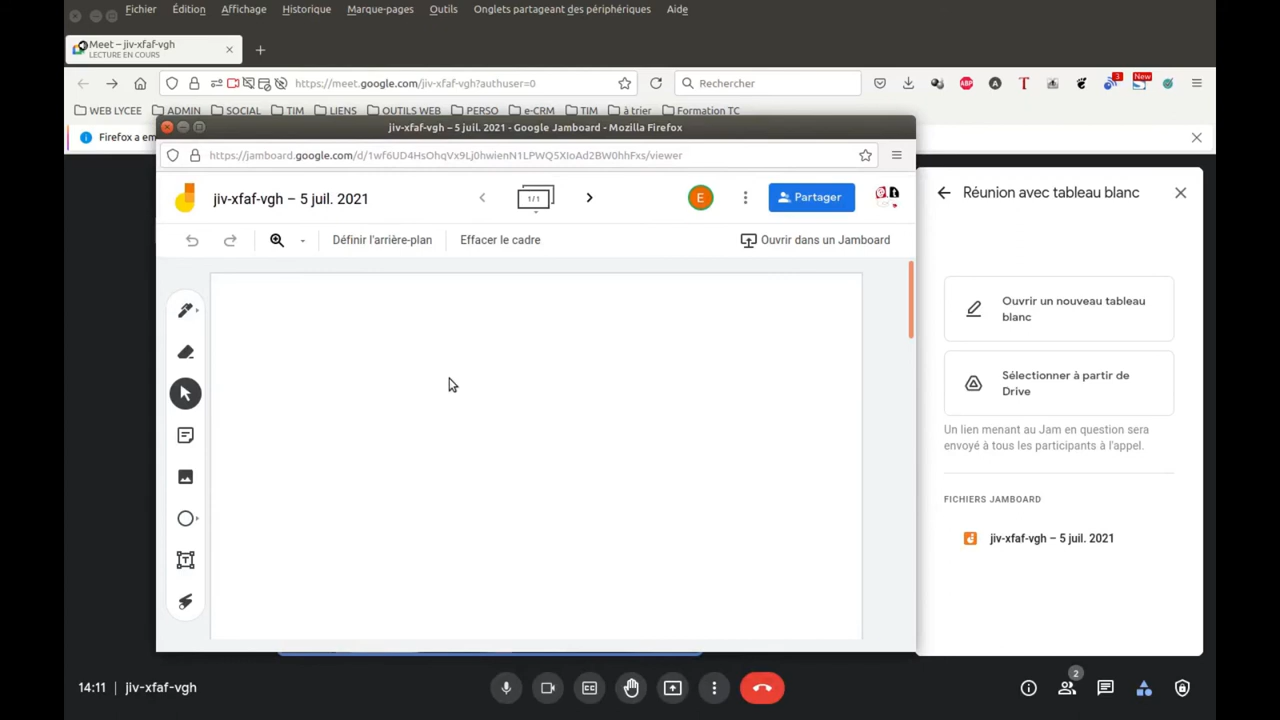 Fichier Édition Affichage Historique Marque-pages Outils Onglets partageant des périphériques Aide
Meet – jiv-xfaf-vgh
LECTURE EN COURS
https://meet.google.com/jiv-xfaf-vgh?authuser=0
Rechercher
ABP
A
T
3
New
WEB LYCEE ADMIN SOCIAL TIM LIENS OUTILS WEB PERSO e-CRM TIM à trier Formation TC
Firefox a em
jiv-xfaf-vgh – 5 juil. 2021 - Google Jamboard - Mozilla Firefox
https://jamboard.google.com/d/1wf6UD4HsOhqVx9Lj0hwienN1LPWQ5XIoAd2BW0hhFxs/viewer
jiv-xfaf-vgh – 5 juil. 2021
1/1
E
Partager
Définir l'arrière-plan
Effacer le cadre
Ouvrir dans un Jamboard
T
Réunion avec tableau blanc
Ouvrir un nouveau tableau
blanc
Sélectionner à partir de
Drive
Un lien menant au Jam en question sera
envoyé à tous les participants à l'appel.
FICHIERS JAMBOARD
jiv-xfaf-vgh – 5 juil. 2021
14:11 | jiv-xfaf-vgh
CC
2